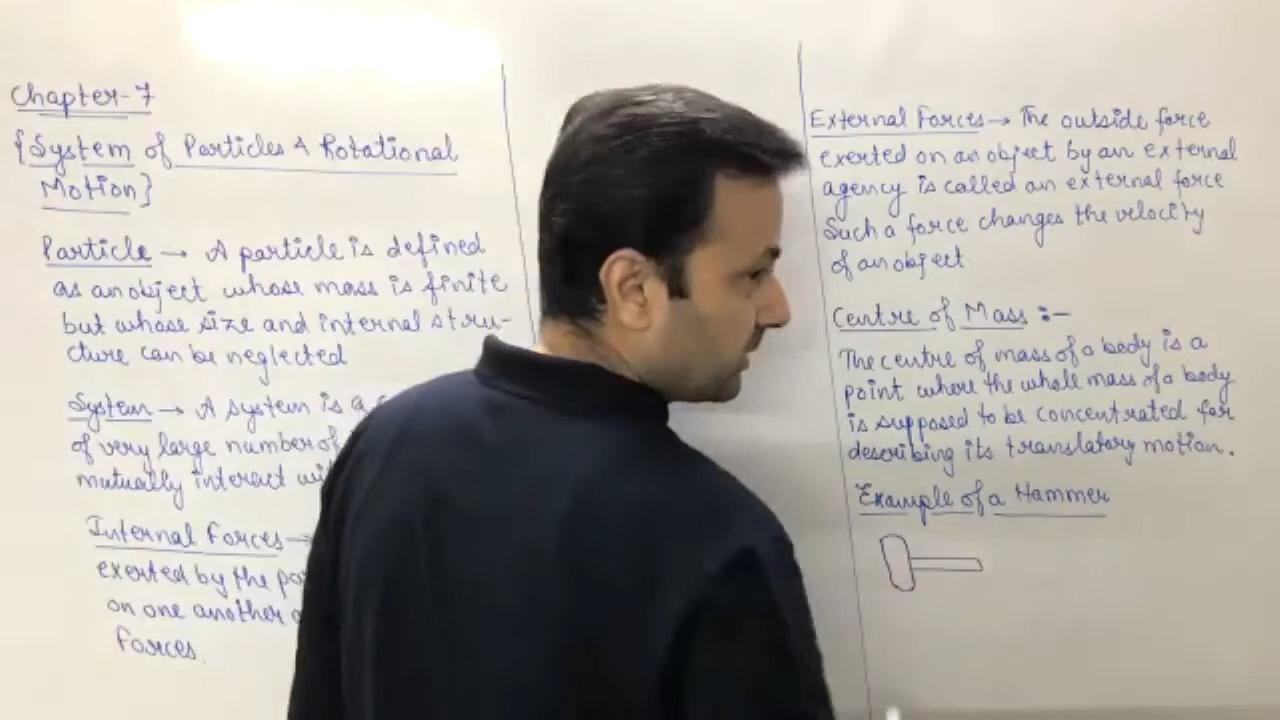 Chapter-7
{System of Particles & Rotational
Motion}
Particle → A particle is defined
as an object whose mass is finite
but whose size and internal stru-
cture can be neglected
System → A system is a
of very large number of
mutually interact
Internal Forces →
exerted by the
on one another
Forces.
External Forces → The outside force
exerted on an object by an external
agency is called an external force
Such a force changes the velocity
of an object
Centre of Mass :-
The centre of mass of a body is a
point where the whole mass of a body
is supposed to be concentrated for
describing its translatory motion.
Example of a Hammer